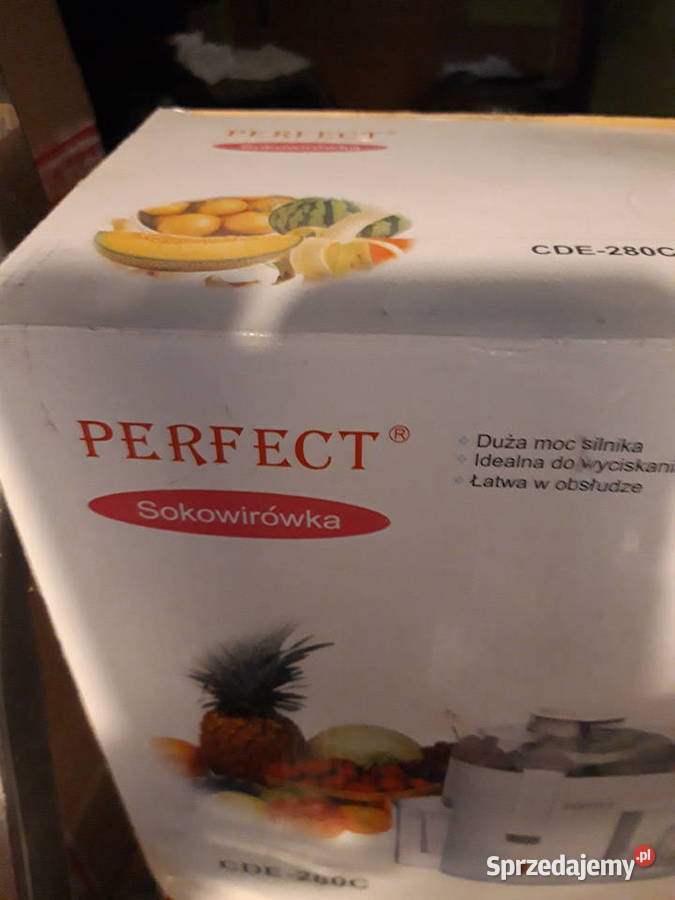 PERFECT®
Sokowirówka
CDE-280C
PERFECT®
Sokowirówka
Duża moc silnika
Idealna do wyciskani
Łatwa w obsłudze
CDE-280C
Sprzedajemy.pl